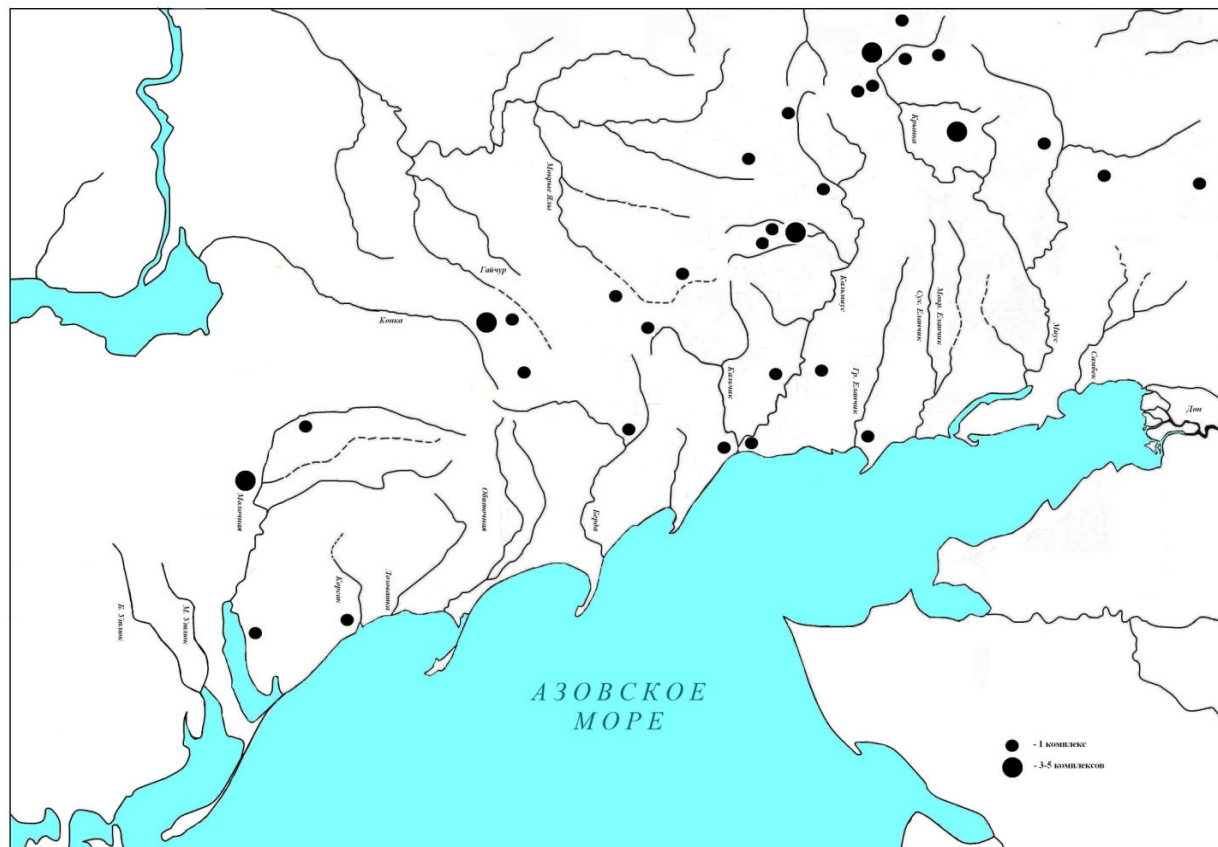 Крынка
Мокрые Ялы
Гайчур
Конка
Кальмиус
Сух. Еланчик
Мокр. Еланчик
Миус
Самбек
Гр. Еланчик
Кальчик
Дон
Молочная
Обиточная
Берда
Корсак
Лозоватка
Б. Утлюк
М. Утлюк
АЗОВСКОЕ
МОРЕ
- 1 комплекс
- 3-5 комплексов